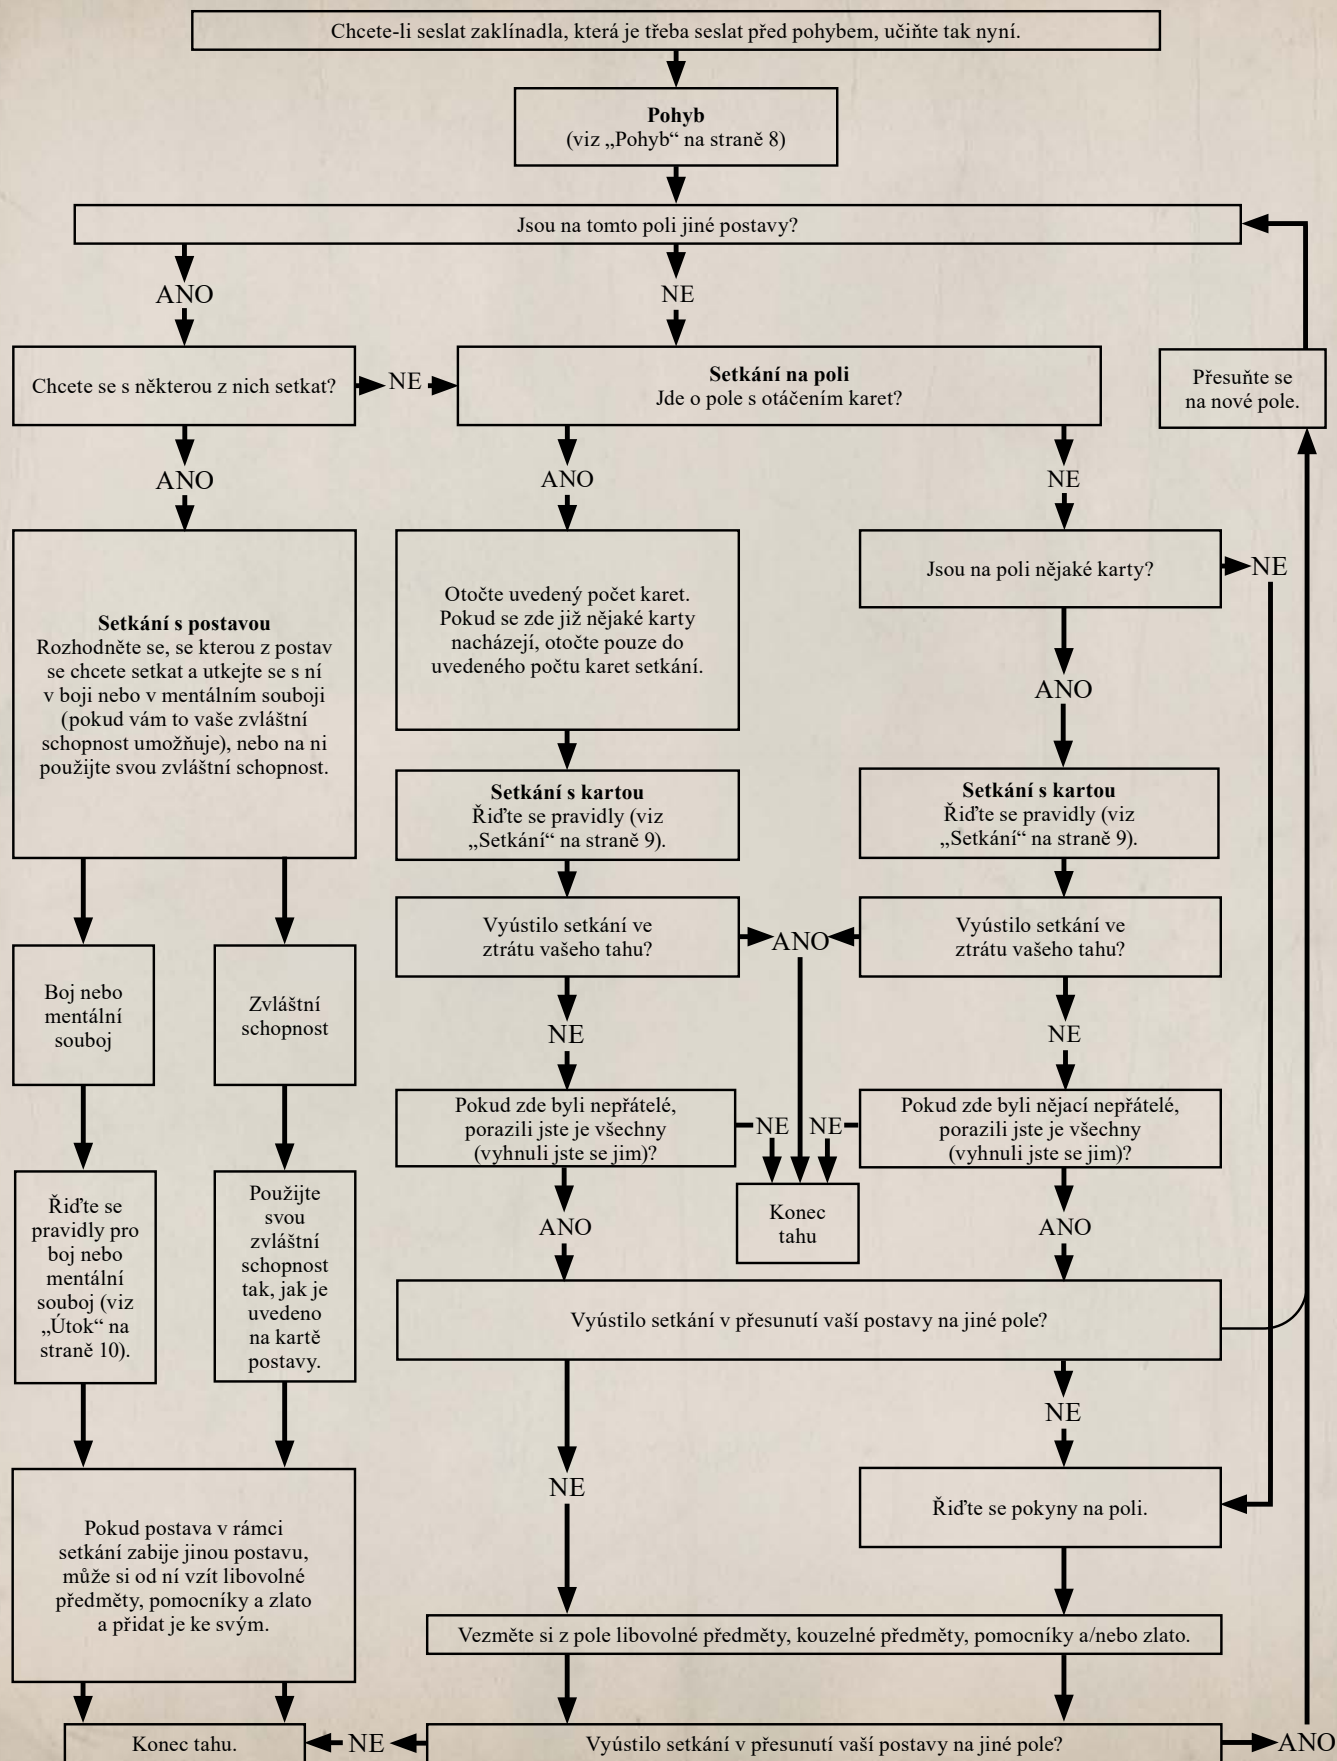 Chcete-li seslat zaklínadla, která je třeba seslat před pohybem, učiňte tak nyní.
Pohyb
(viz „Pohyb“ na straně 8)
Jsou na tomto poli jiné postavy?
ANO
NE
Chcete se s některou z nich setkat?
NE
Setkání na poli
Jde o pole s otáčením karet?
Přesuňte se
na nové pole.
ANO
ANO
NE
Setkání s postavou
Rozhodněte se, se kterou z postav
se chcete setkat a utkejte se s ní
v boji nebo v mentálním souboji
(pokud vám to vaše zvláštní
schopnost umožňuje), nebo na ni
použijte svou zvláštní schopnost.
Otočte uvedený počet karet.
Pokud se zde již nějaké karty
nacházejí, otočte pouze do
uvedeného počtu karet setkání.
Jsou na poli nějaké karty?
NE
ANO
Setkání s kartou
Řiďte se pravidly (viz
„Setkání“ na straně 9).
Setkání s kartou
Řiďte se pravidly (viz
„Setkání“ na straně 9).
Vyústilo setkání ve
ztrátu vašeho tahu?
ANO
Vyústilo setkání ve
ztrátu vašeho tahu?
Boj nebo
mentální
souboj
Zvláštní
schopnost
NE
NE
Pokud zde byli nepřátelé,
porazili jste je všechny
(vyhnuli jste se jim)?
NE
NE
Pokud zde byli nějací nepřátelé,
porazili jste je všechny
(vyhnuli jste se jim)?
Řiďte se
pravidly pro
boj nebo
mentální
souboj (viz
„Útok“ na
straně 10).
Použijte
svou
zvláštní
schopnost
tak, jak je
uvedeno
na kartě
postavy.
ANO
Konec
tahu
ANO
Vyústilo setkání v přesunutí vaší postavy na jiné pole?
NE
NE
Pokud postava v rámci
setkání zabije jinou postavu,
může si od ní vzít libovolné
předměty, pomocníky a zlato
a přidat je ke svým.
Řiďte se pokyny na poli.
Vezměte si z pole libovolné předměty, kouzelné předměty, pomocníky a/nebo zlato.
Konec tahu.
NE
Vyústilo setkání v přesunutí vaší postavy na jiné pole?
ANO